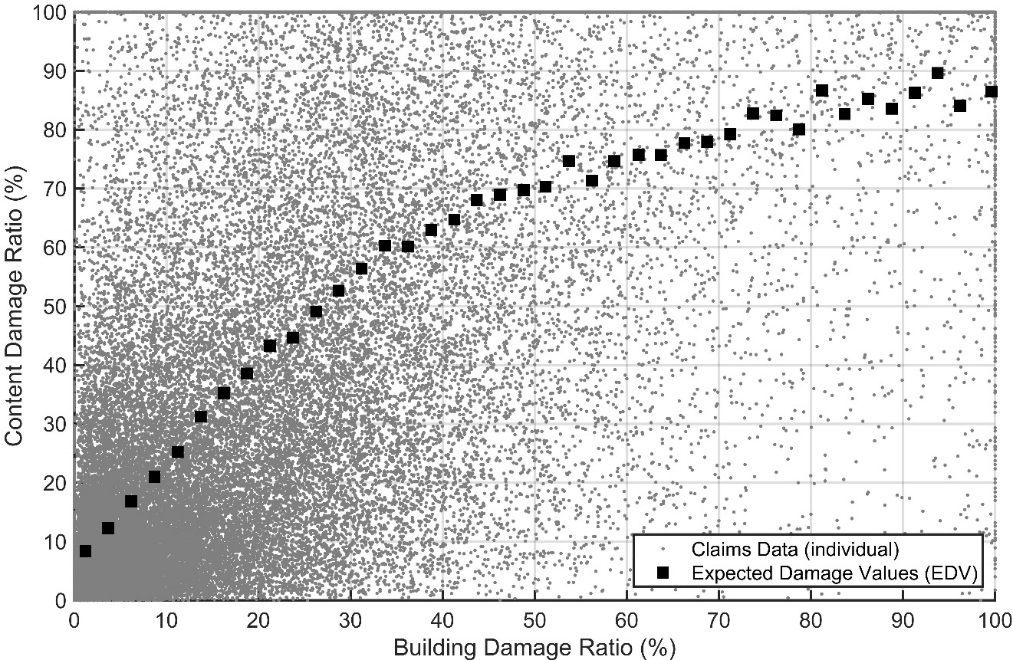 100
90
80
70
60
50
40
30
20
10
0
Content Damage Ratio (%)
Claims Data (individual)
Expected Damage Values (EDV)
0 10 20 30 40 50 60 70 80 90 100
Building Damage Ratio (%)